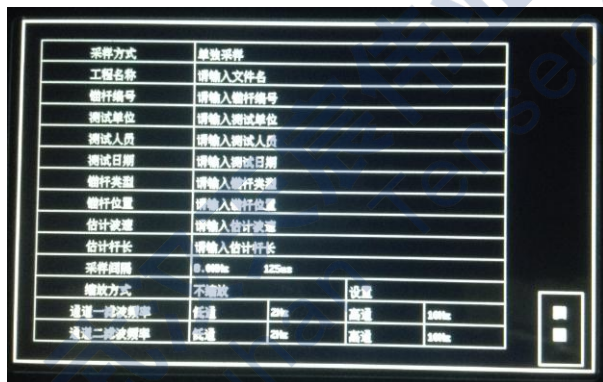 采样方式 单独采样
工程名称 请输入文件名
锚杆编号 请输入锚杆编号
测试单位 请输入测试单位
测试人员 请输入测试人员
测试日期 请输入测试日期
锚杆类型 请输入锚杆类型
锚杆位置 请输入锚杆位置
估计波速 请输入估计波速
估计杆长 请输入估计杆长
采样间隔 125us
缩放方式 不缩放 设置
通道一滤波频率 低通 2Hz 高通 10Hz
通道二滤波频率 低通 2Hz 高通 10Hz